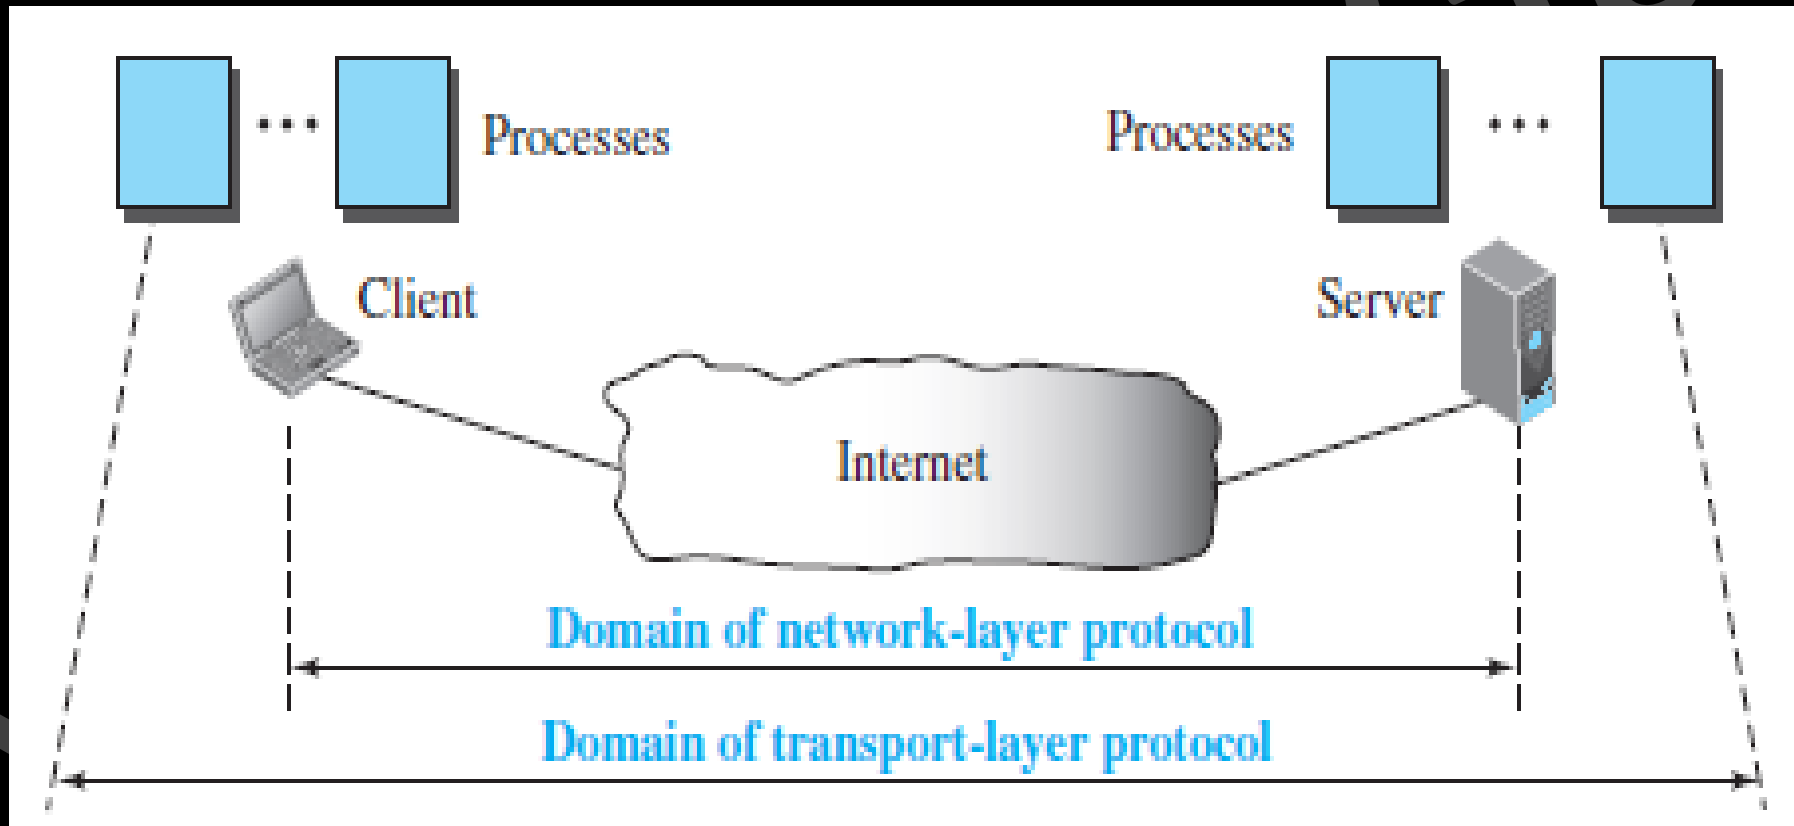 Processes
Processes
Client
Server
Internet
Domain of network-layer protocol
Domain of transport-layer protocol